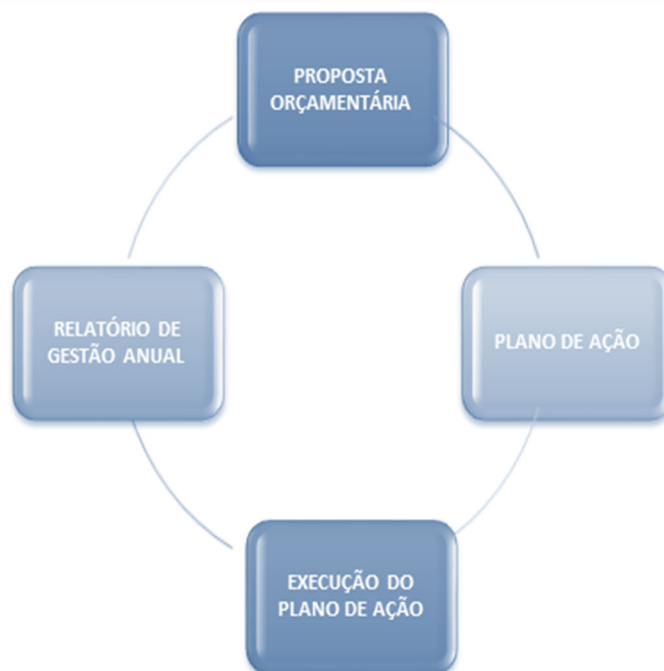 PROPOSTA
ORÇAMENTÁRIA
RELATÓRIO DE
GESTÃO ANUAL
PLANO DE AÇÃO
EXECUÇÃO DO
PLANO DE AÇÃO